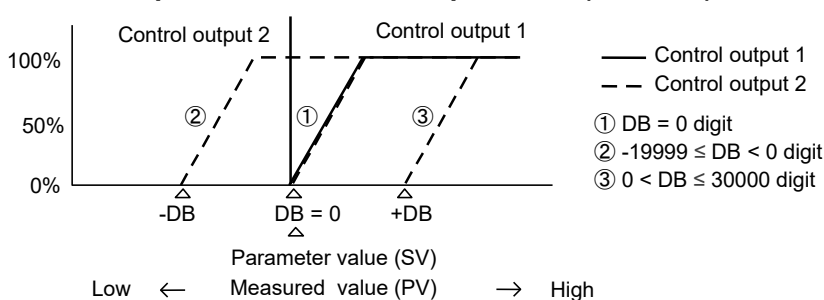 Control output 2
Control output 1
100%
50%
0%
②
①
③
-DB
DB = 0
+DB
Parameter value (SV)
Low ← Measured value (PV) → High
Control output 1
Control output 2
① DB = 0 digit
② -19999 ≤ DB < 0 digit
③ 0 < DB ≤ 30000 digit